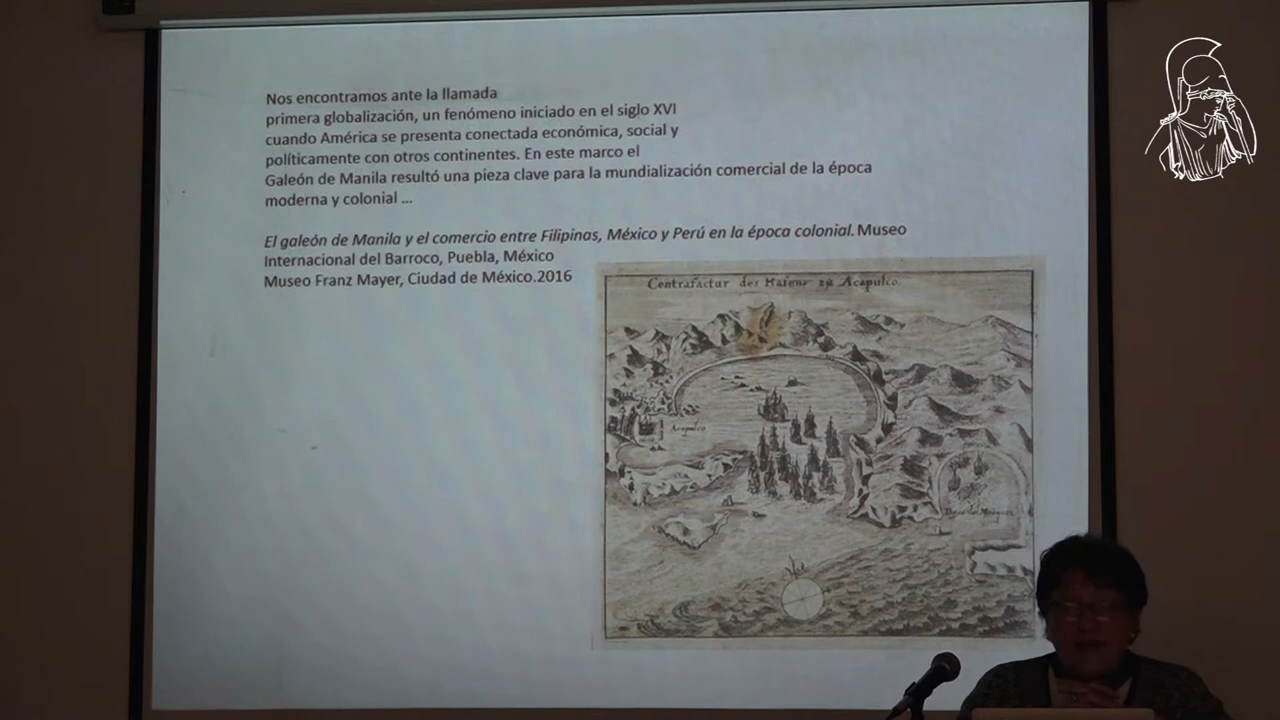 Nos encontramos ante la llamada
primera globalización, un fenómeno iniciado en el siglo XVI
cuando América se presenta conectada económica, social y
políticamente con otros continentes. En este marco el
Galeón de Manila resultó una pieza clave para la mundialización comercial de la época
moderna y colonial ...
El galeón de Manila y el comercio entre Filipinas, México y Perú en la época colonial. Museo
Internacional del Barroco, Puebla, México
Museo Franz Mayer, Ciudad de México.2016
Contrafactur des Hafens zu Acapulco.
Acapulco